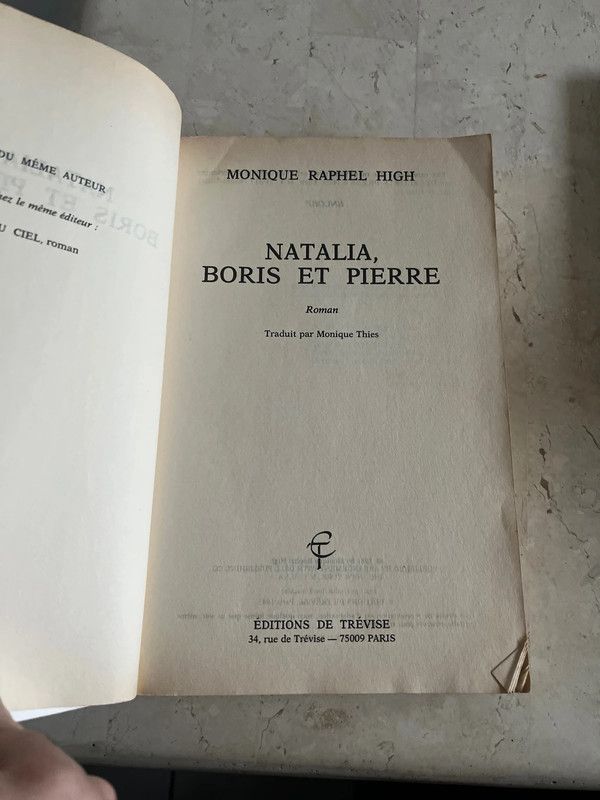 DU MÊME AUTEUR
chez le même éditeur :
U CIEL, roman
MONIQUE RAPHEL HIGH
NATALIA,
BORIS ET PIERRE
Roman
Traduit par Monique Thies
ÉDITIONS DE TRÉVISE
34, rue de Trévise — 75009 PARIS